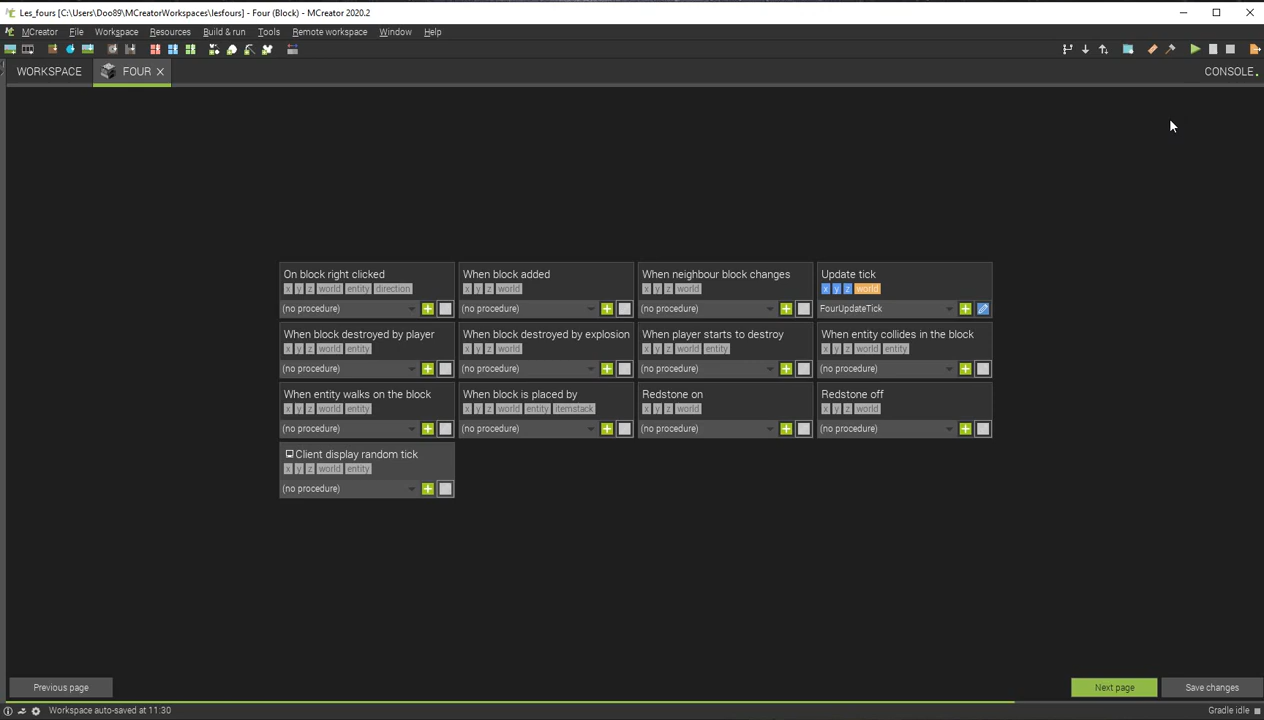 Les_fours [C:\Users\Doo89\MCreatorWorkspaces\lesfours] - Four (Block) - MCreator 2020.2
MCreator File Workspace Resources Build & run Tools Remote workspace Window Help
WORKSPACE FOUR CONSOLE
On block right clicked When block added When neighbour block changes Update tick
x y z world entity direction x y z world x y z world x y z world
(no procedure) (no procedure) (no procedure) FourUpdateTick
When block destroyed by player When block destroyed by explosion When player starts to destroy When entity collides in the block
x y z world entity x y z world x y z world entity x y z world entity
(no procedure) (no procedure) (no procedure) (no procedure)
When entity walks on the block When block is placed by Redstone on Redstone off
x y z world entity x y z world entity itemstack x y z world x y z world
(no procedure) (no procedure) (no procedure) (no procedure)
Client display random tick
x y z world entity
(no procedure)
Previous page Next page Save changes
Workspace auto-saved at 11:30 Gradle idle